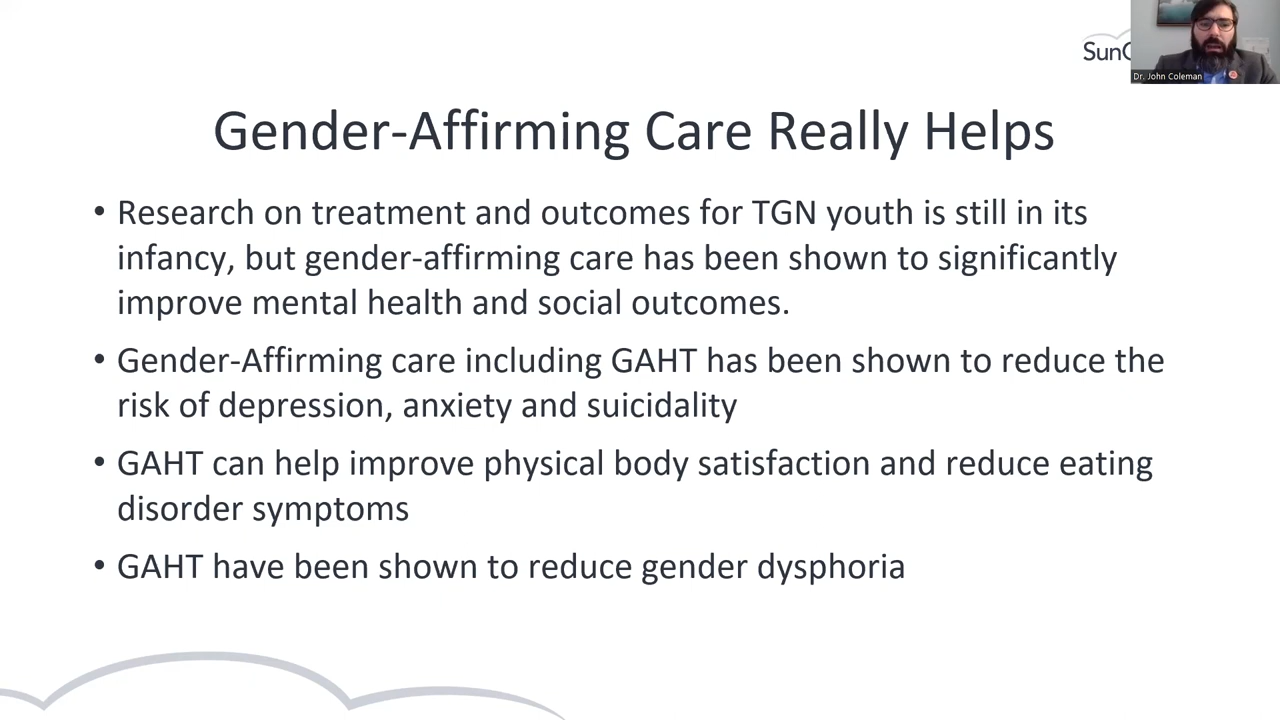 SunC
Dr. John Coleman
Gender-Affirming Care Really Helps
• Research on treatment and outcomes for TGN youth is still in its
infancy, but gender-affirming care has been shown to significantly
improve mental health and social outcomes.
• Gender-Affirming care including GAHT has been shown to reduce the
risk of depression, anxiety and suicidality
• GAHT can help improve physical body satisfaction and reduce eating
disorder symptoms
• GAHT have been shown to reduce gender dysphoria